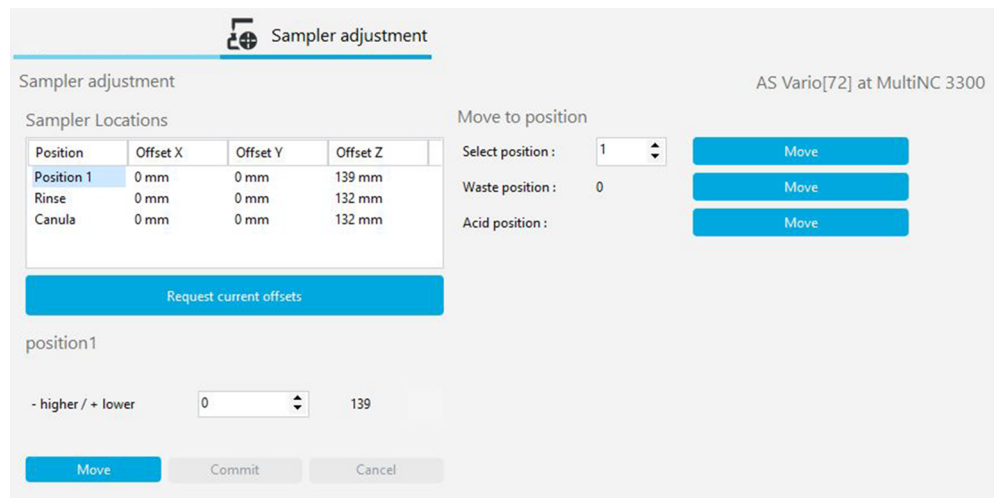 Sampler adjustment
Sampler adjustment
AS Vario[72] at MultiNC 3300
Sampler Locations
Position Offset X Offset Y Offset Z
Position 1 0 mm 0 mm 139 mm
Rinse 0 mm 0 mm 132 mm
Canula 0 mm 0 mm 132 mm
Request current offsets
Move to position
Select position : 1 Move
Waste position : 0 Move
Acid position : Move
position1
- higher / + lower 0 139
Move Commit Cancel